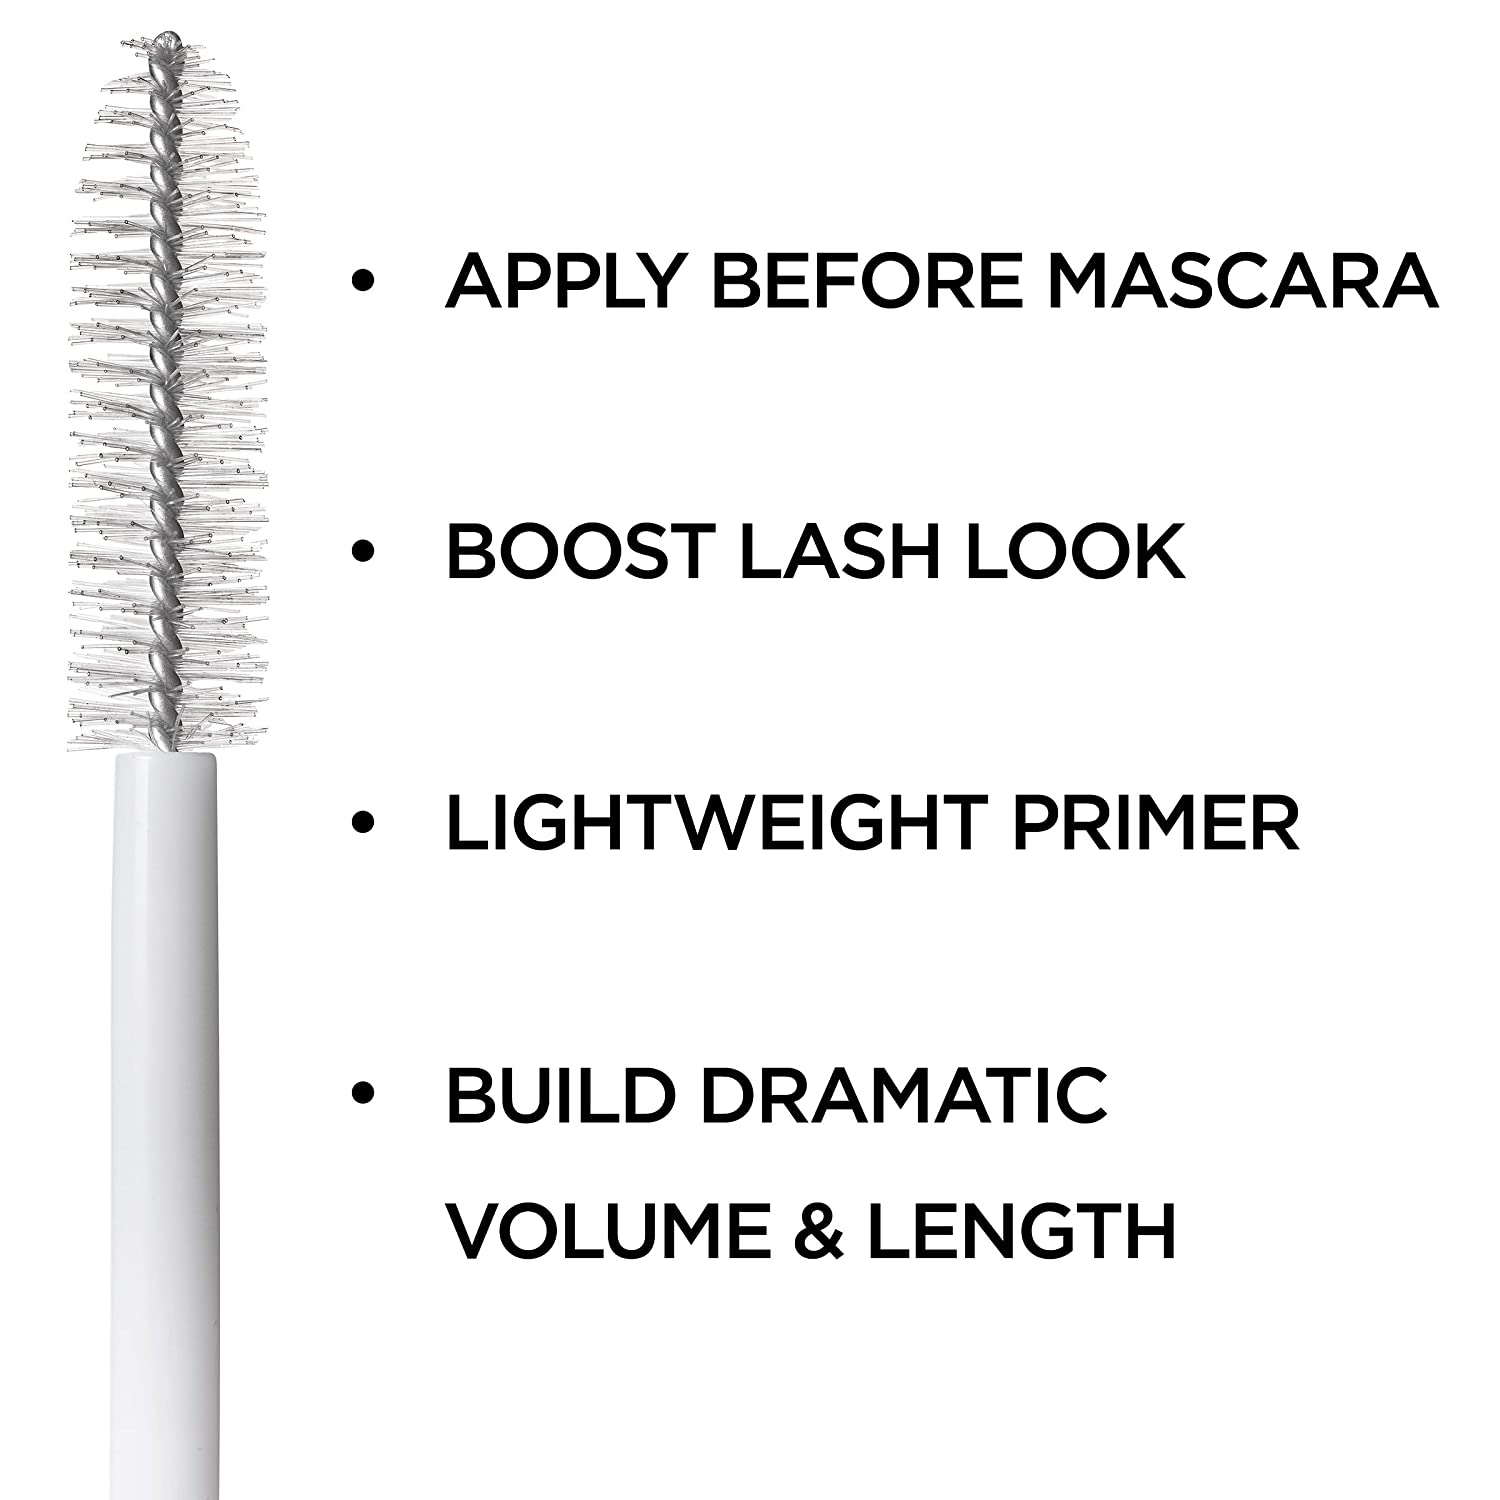 • APPLY BEFORE MASCARA
• BOOST LASH LOOK
• LIGHTWEIGHT PRIMER
• BUILD DRAMATIC
VOLUME & LENGTH